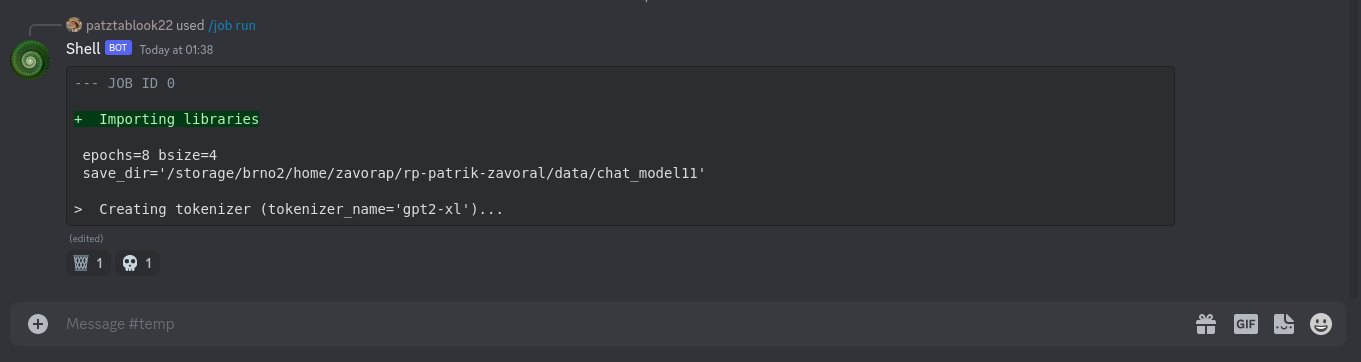 patztablook22 used /job run
Shell BOT Today at 01:38
--- JOB ID 0
+ Importing libraries
epochs=8 bsize=4
save_dir='/storage/brno2/home/zavorap/rp-patrik-zavoral/data/chat_model11'
> Creating tokenizer (tokenizer_name='gpt2-xl')...
(edited)
1 1
Message #temp
GIF